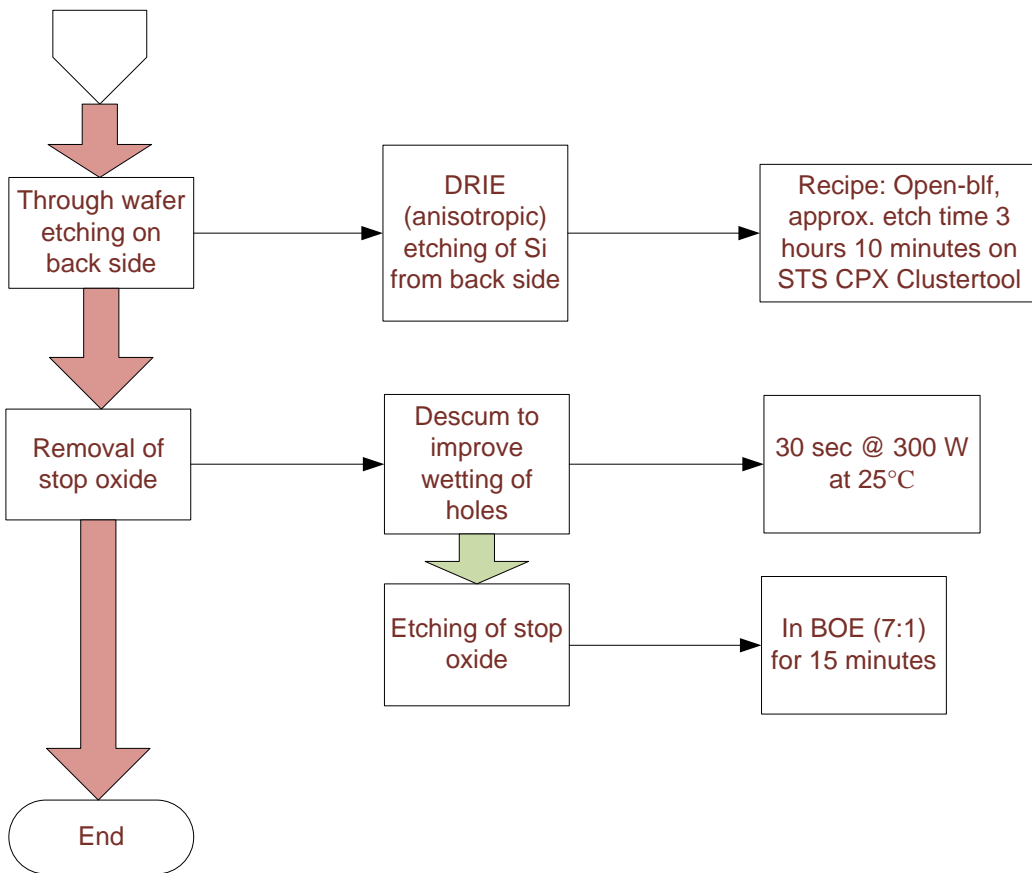 Through wafer
etching on
back side
DRIE
(anisotropic)
etching of Si
from back side
Recipe: Open-blf,
approx. etch time 3
hours 10 minutes on
STS CPX Clustertool
Removal of
stop oxide
Descum to
improve
wetting of
holes
30 sec @ 300 W
at 25°C
Etching of stop
oxide
In BOE (7:1)
for 15 minutes
End